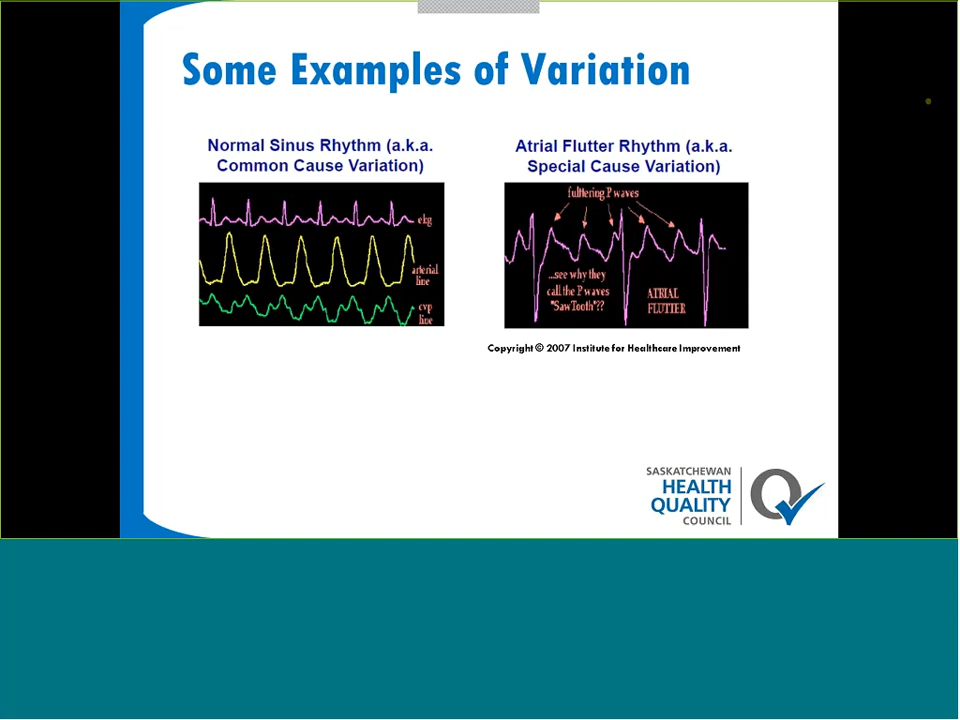 Some Examples of Variation
Normal Sinus Rhythm (a.k.a.
Common Cause Variation)
ekg
arterial
line
cvp
line
Atrial Flutter Rhythm (a.k.a.
Special Cause Variation)
fulttering P waves
...see why they
call the P waves
"Saw Tooth"??
ATRIAL
FLUTTER
Copyright © 2007 Institute for Healthcare Improvement
SASKATCHEWAN
HEALTH
QUALITY
COUNCIL